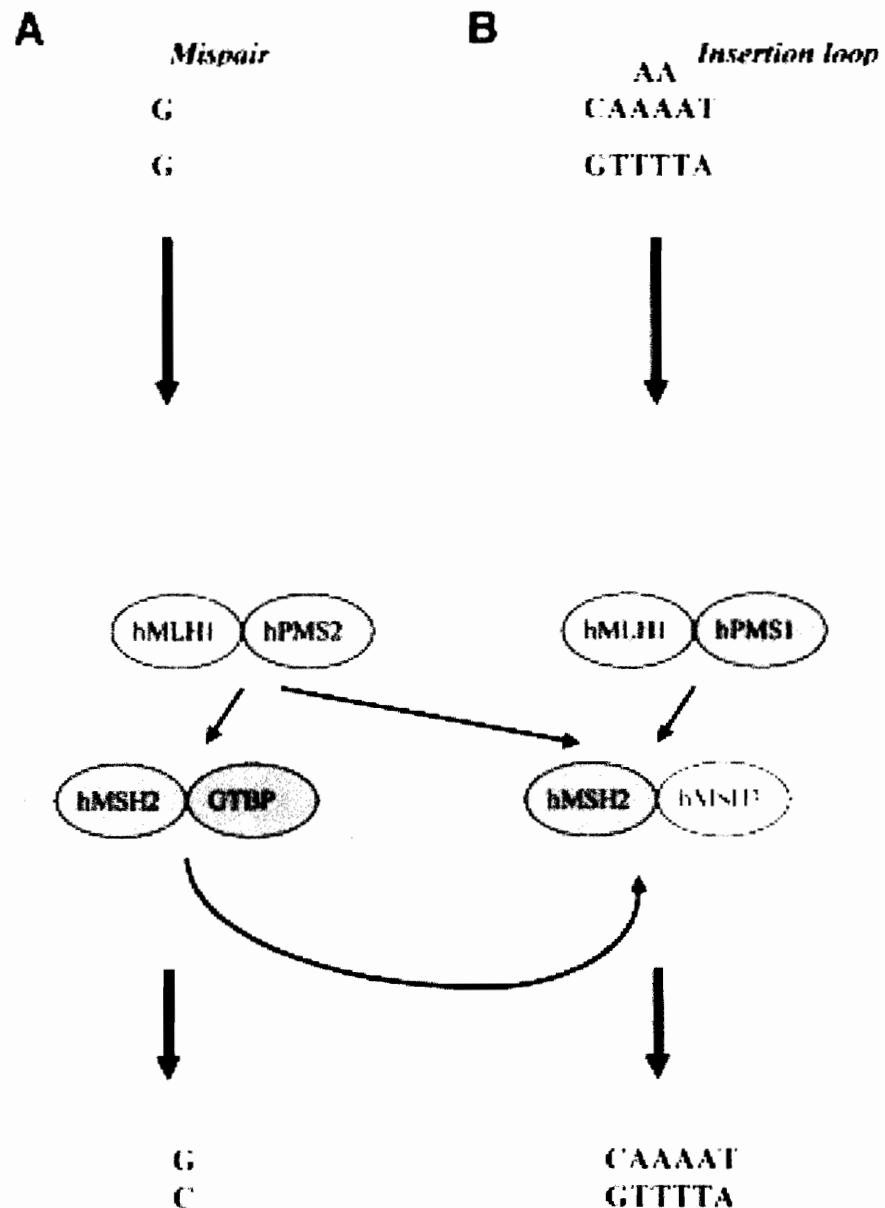 A
B
Mispair
Insertion loop
AA
G
CAAAAT
G
GTTTTA
hMLH1
hPMS2
hMLH1
hPMS1
hMSH2
GTBP
hMSH2
G
CAAAAT
C
GTTTTA